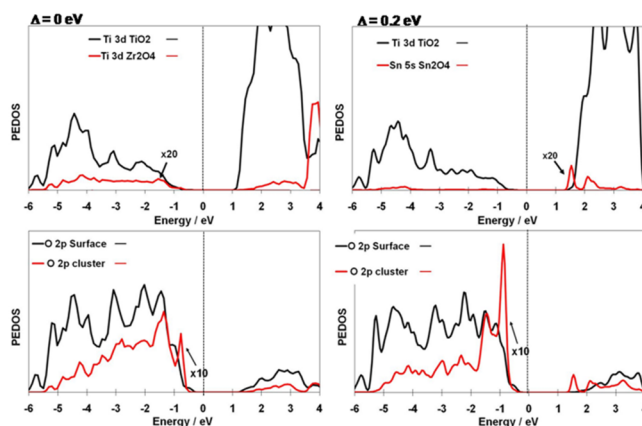 Λ = 0 eV
Λ = 0.2 eV
Ti 3d TiO2
Ti 3d Zr2O4
x20
PEDOS
-6 -5 -4 -3 -2 -1 0 1 2 3 4
Energy / eV
Ti 3d TiO2
Sn 5s Sn2O4
x20
PEDOS
-6 -5 -4 -3 -2 -1 0 1 2 3 4
Energy / eV
O 2p Surface
O 2p cluster
x10
-6 -5 -4 -3 -2 -1 0 1 2 3 4
Energy / eV
O 2p Surface
O 2p cluster
x10
-6 -5 -4 -3 -2 -1 0 1 2 3 4
Energy / eV